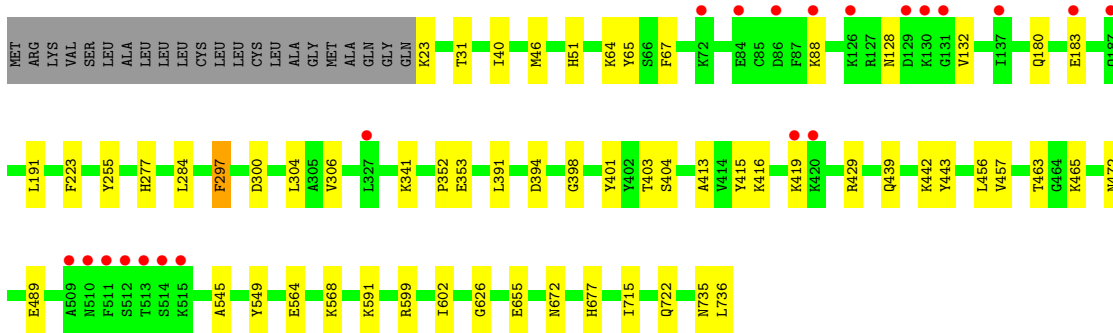 MET ARG LYS VAL SER LEU ALA LEU LEU LEU CYS LEU LEU CYS LEU ALA GLY MET ALA GLN GLY GLN K23 T31 I40 M46 H61 K64 Y65 S66 F67 K72 E84 C85 D86 F87 K88 K126 R127 N128 D129 K130 G131 V132 I137 Q180 E183
L191 F223 Y255 H277 L284 F297 D300 L304 A305 V306 L327 K341 P352 E353 L391 D394 G398 Y401 Y402 T403 S404 A413 V414 Y415 K416 K419 K420 R429 Q439 K442 Y443 L456 V457 T463 G464 K465
E489 A509 N510 F511 S512 T513 S514 K515 A545 Y549 E564 K568 K591 R599 I602 G626 E655 N672 H677 I715 Q722 N735 L736